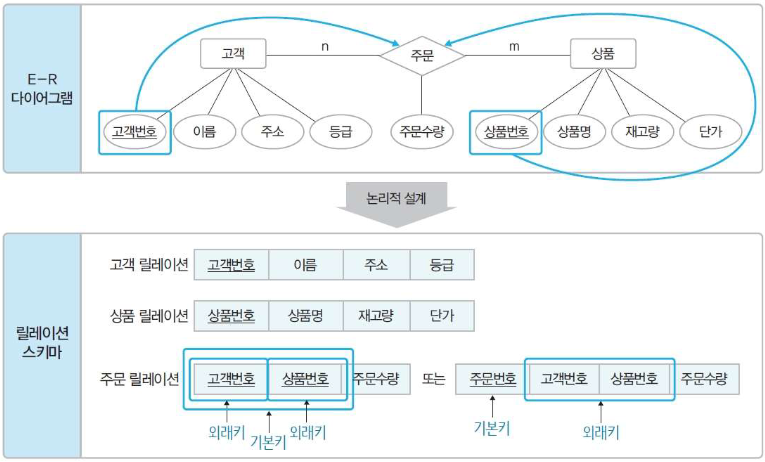 E-R
다이어그램
고객
n
주문
m
상품
고객번호
이름
주소
등급
주문수량
상품번호
상품명
재고량
단가
논리적 설계
릴레이션
스키마
고객 릴레이션
고객번호
이름
주소
등급
상품 릴레이션
상품번호
상품명
재고량
단가
주문 릴레이션
고객번호
상품번호
주문수량
또는
주문번호
고객번호
상품번호
주문수량
외래키
기본키
외래키
기본키
외래키